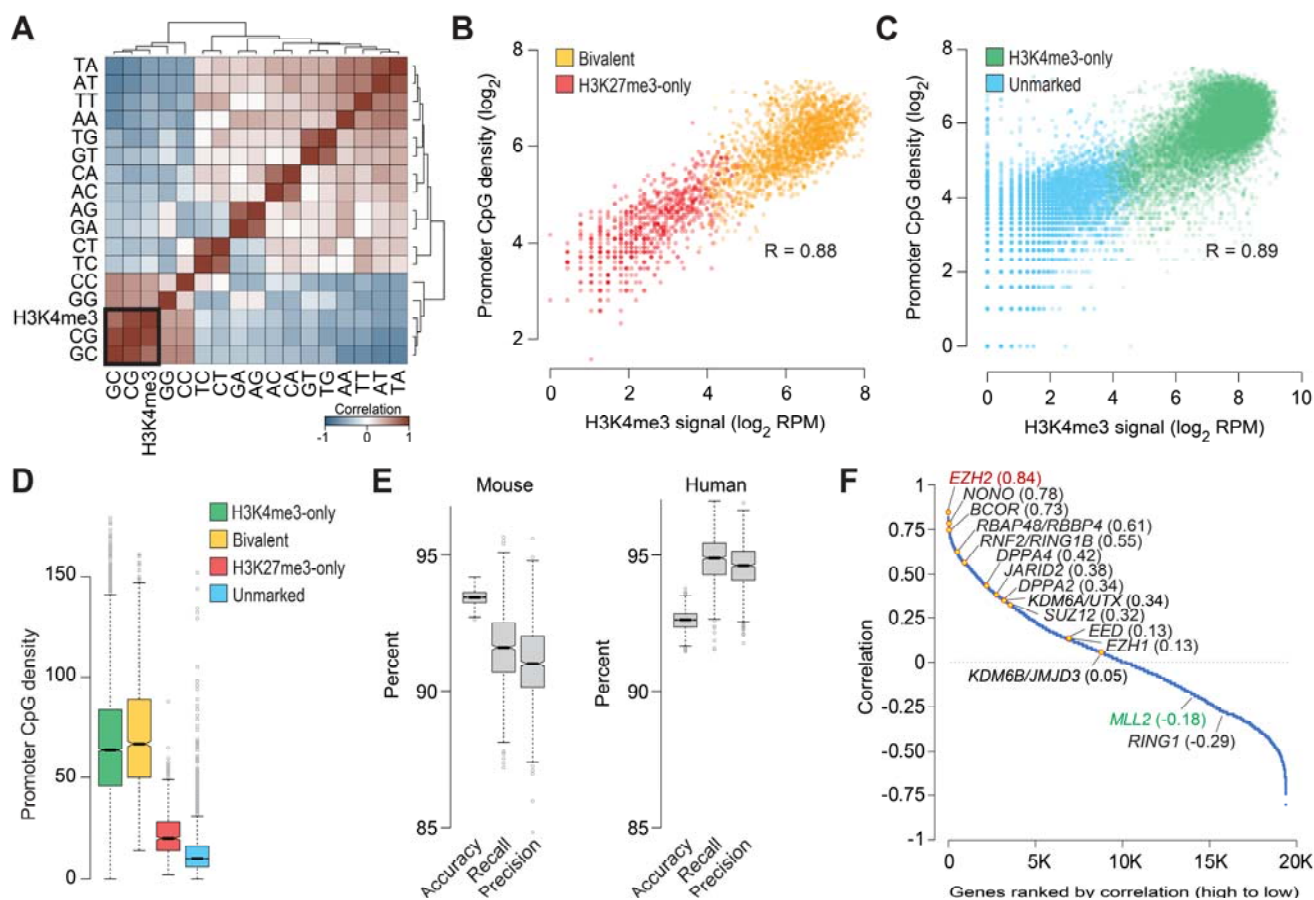 A
TA
AT
TT
AA
TG
GT
CA
AC
AG
GA
CT
TC
CC
GG
H3K4me3
CG
GC
GC
CG
H3K4me3
GG
CC
TC
CT
GA
AG
AC
CA
GT
TG
AA
TT
AT
TA
Correlation
-1 0 1
B
Bivalent
H3K27me3-only
Promoter CpG density (log2)
8
6
4
2
R = 0.88
0 2 4 6 8
H3K4me3 signal (log2 RPM)
C
H3K4me3-only
Unmarked
Promoter CpG density (log2)
8
6
4
2
0
R = 0.89
0 2 4 6 8 10
H3K4me3 signal (log2 RPM)
D
H3K4me3-only
Bivalent
H3K27me3-only
Unmarked
Promoter CpG density
150
100
50
0
E
Mouse
Percent
95
90
85
Accuracy
Recall
Precision
Human
Percent
95
90
85
Accuracy
Recall
Precision
F
Correlation
1
0.75
0.50
0.25
0
-0.25
-0.50
-0.75
-1
EZH2 (0.84)
NONO (0.78)
BCOR (0.73)
RBAP48/RBBP4 (0.61)
RNF2/RING1B (0.55)
DPPA4 (0.42)
JARID2 (0.38)
DPPA2 (0.34)
KDM6A/UTX (0.34)
SUZ12 (0.32)
EED (0.13)
EZH1 (0.13)
KDM6B/JMJD3 (0.05)
MLL2 (-0.18)
RING1 (-0.29)
0 5K 10K 15K 20K
Genes ranked by correlation (high to low)